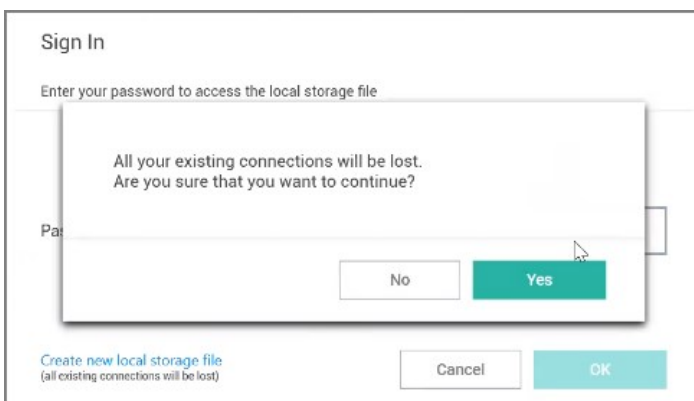 Sign In
Enter your password to access the local storage file
All your existing connections will be lost.
Are you sure that you want to continue?
Pa
No
Yes
Create new local storage file
(all existing connections will be lost)
Cancel
OK